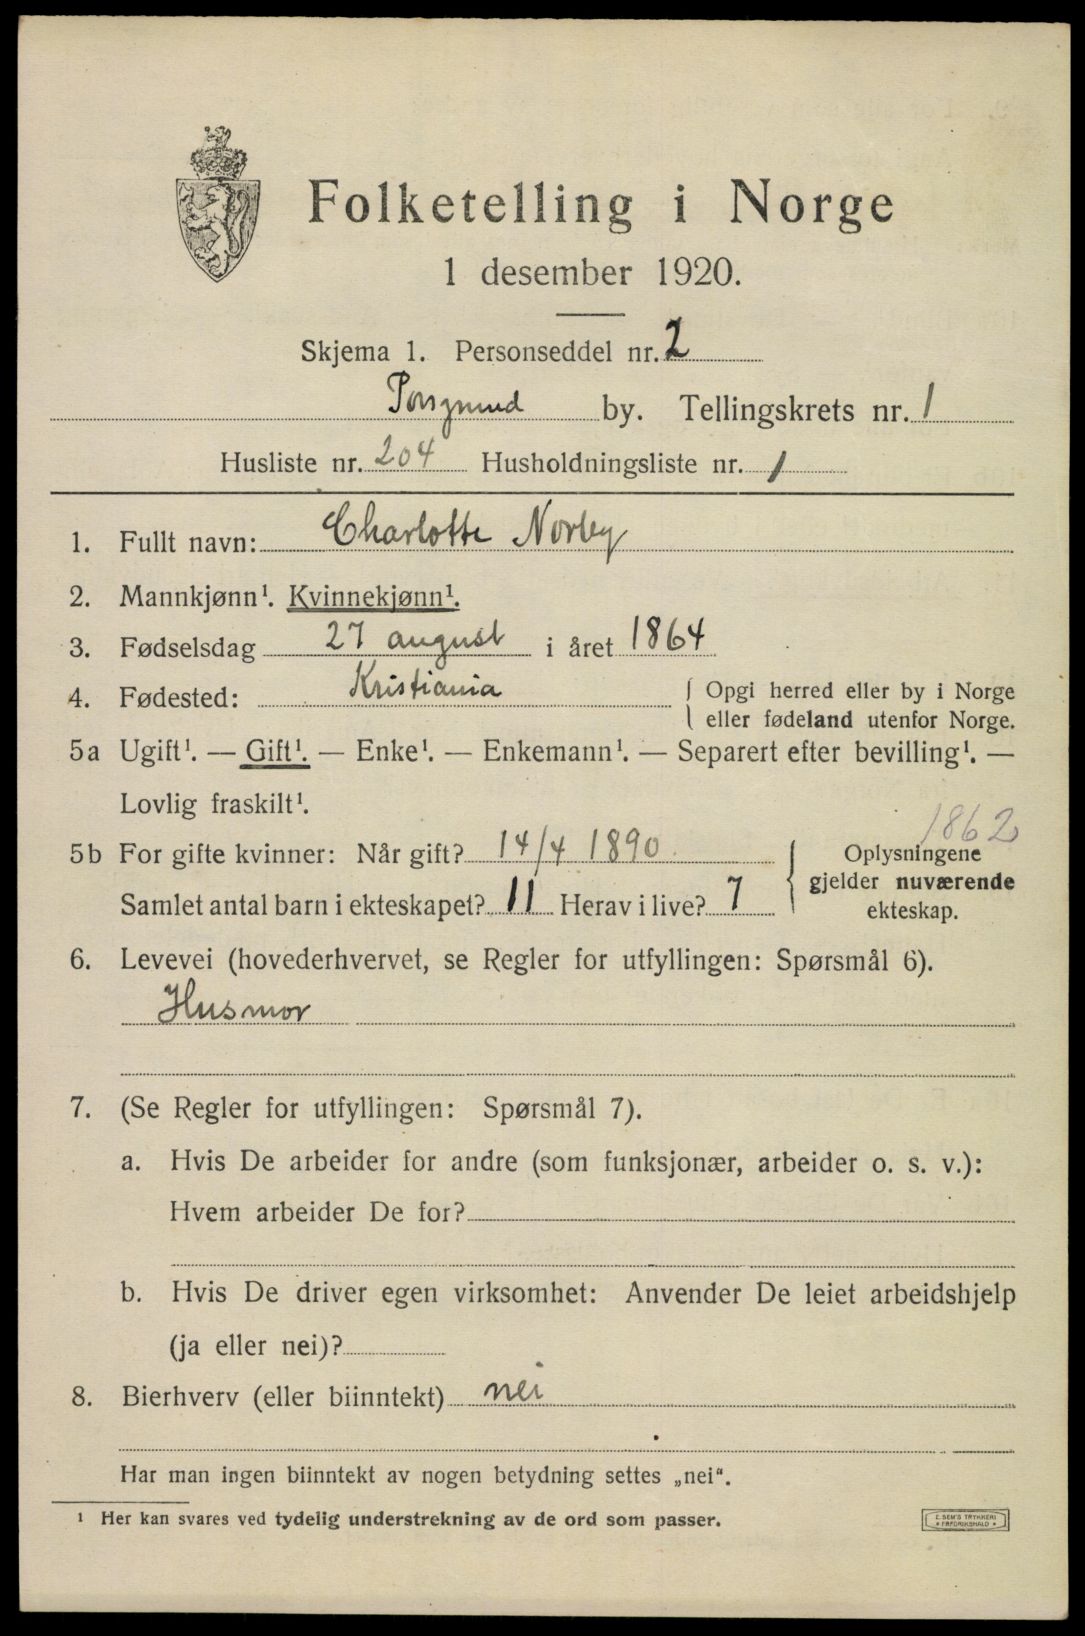 Folketelling i Norge
1 desember 1920.
Skjema 1. Personseddel nr. 2
Porsgrund by. Tellingskrets nr. 1
Husliste nr. 204 Husholdningsliste nr. 1
1. Fullt navn: Charlotte Norby
2. Mannkjønn¹. Kvinnekjønn¹.
3. Fødselsdag 27 august i året 1864
4. Fødested: Kristiania { Opgi herred eller by i Norge
eller fødeland utenfor Norge.
5a Ugift¹. — Gift¹. — Enke¹. — Enkemann¹. — Separert efter bevilling¹. —
Lovlig fraskilt¹.
1862
5b For gifte kvinner: Når gift? 14/4 1890 { Oplysningene
gjelder nuværende
Samlet antal barn i ekteskapet? 11 Herav i live? 7 ekteskap.
6. Levevei (hovederhvervet, se Regler for utfyllingen: Spørsmål 6).
Husmor
7. (Se Regler for utfyllingen: Spørsmål 7).
a. Hvis De arbeider for andre (som funksjonær, arbeider o. s. v.):
Hvem arbeider De for?
b. Hvis De driver egen virksomhet: Anvender De leiet arbeidshjelp
(ja eller nei)?
8. Bierhverv (eller biinntekt) nei
Har man ingen biinntekt av nogen betydning settes „nei".
¹ Her kan svares ved tydelig understrekning av de ord som passer.
E. SEM'S TRYKKERI
• FREDRIKSHALD •